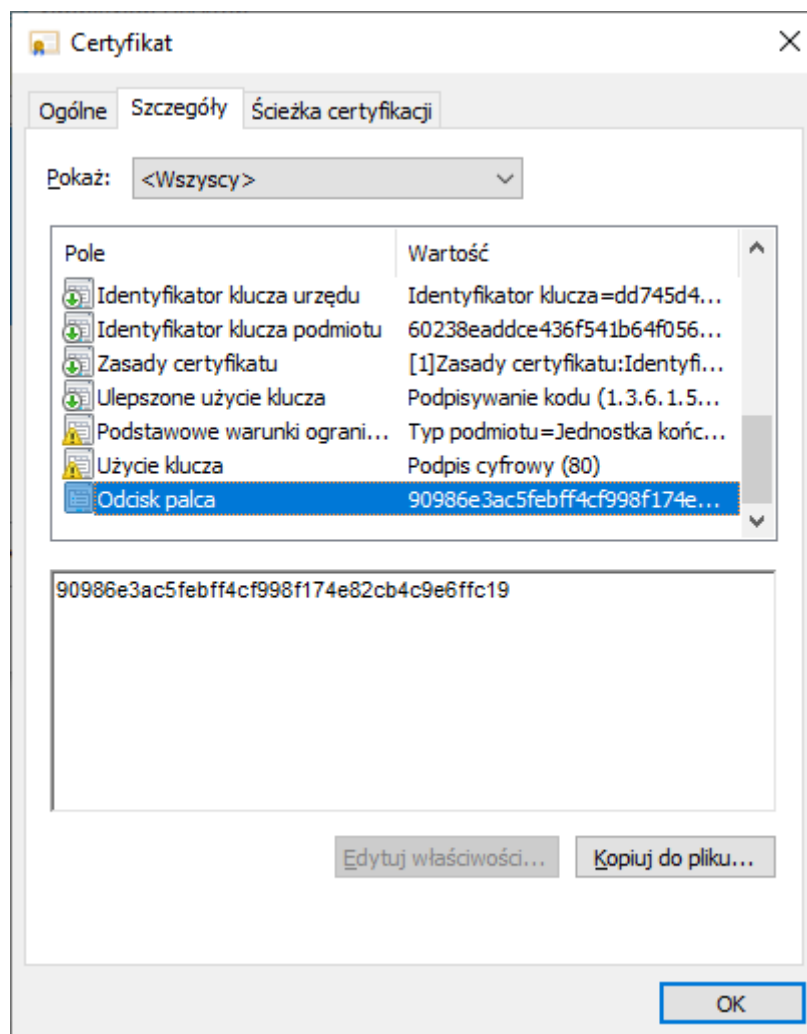 Certyfikat
Ogólne Szczegóły Ścieżka certyfikacji
Pokaż: <Wszyscy>
Pole Wartość
Identyfikator klucza urzędu Identyfikator klucza=dd745d4...
Identyfikator klucza podmiotu 60238eaddce436f541b64f056...
Zasady certyfikatu [1]Zasady certyfikatu:Identyfi...
Ulepszone użycie klucza Podpisywanie kodu (1.3.6.1.5...
Podstawowe warunki ograni... Typ podmiotu=Jednostka końc...
Użycie klucza Podpis cyfrowy (80)
Odcisk palca 90986e3ac5febff4cf998f174e...
90986e3ac5febff4cf998f174e82cb4c9e6ffc19
Edytuj właściwości... Kopiuj do pliku...
OK